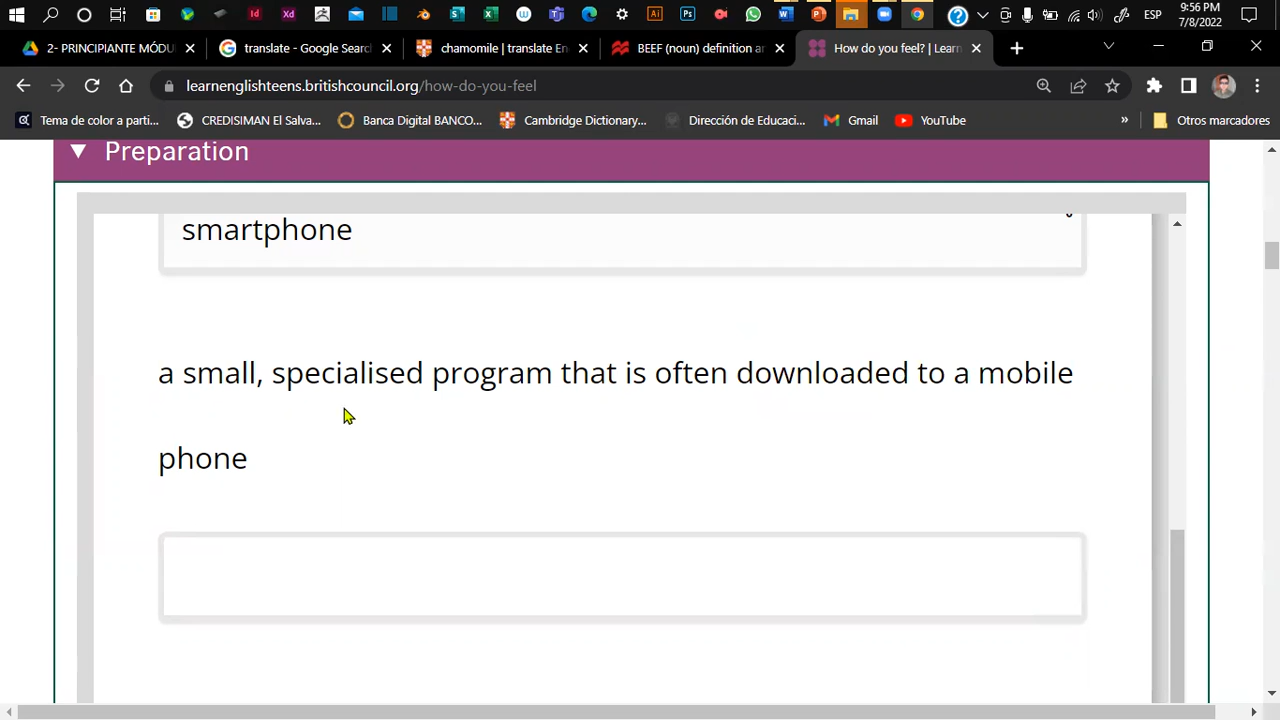 ESP
9:56 PM
7/8/2022
2- PRINCIPIANTE MÓDU
translate - Google Searc
chamomile | translate En
BEEF (noun) definition an
How do you feel? | Learn
learnenglishteens.britishcouncil.org/how-do-you-feel
Tema de color a parti...
CREDISIMAN El Salva...
Banca Digital BANCO...
Cambridge Dictionary...
Dirección de Educaci...
Gmail
YouTube
»
Otros marcadores
Preparation
smartphone
a small, specialised program that is often downloaded to a mobile
phone